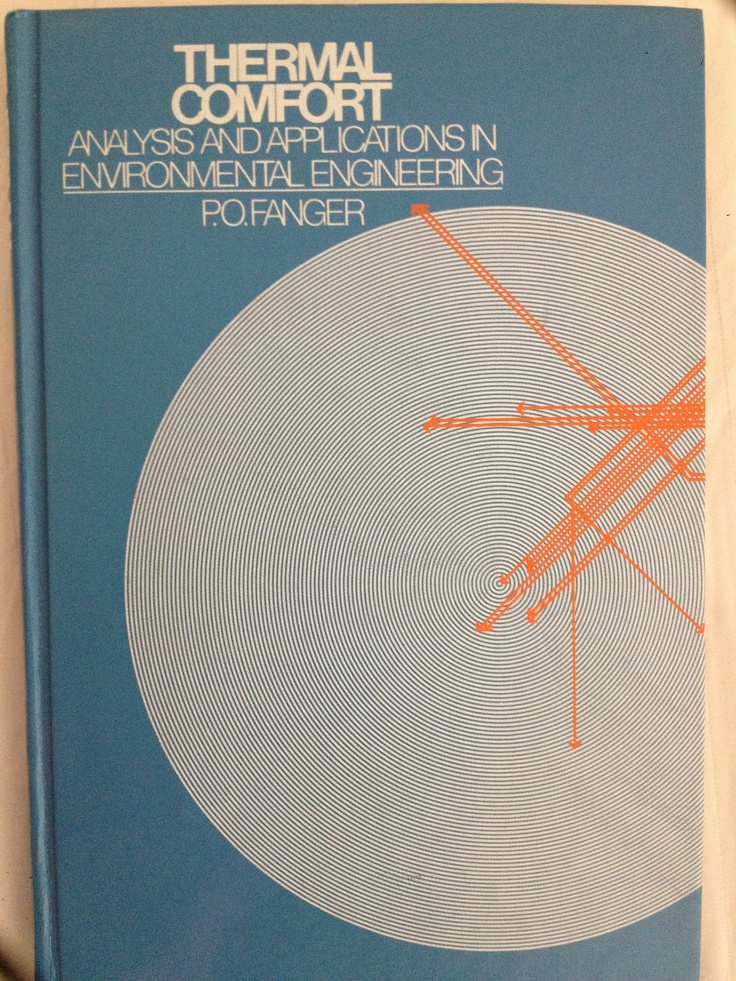 THERMAL
COMFORT
ANALYSIS AND APPLICATIONS IN
ENVIRONMENTAL ENGINEERING
P.O. FANGER